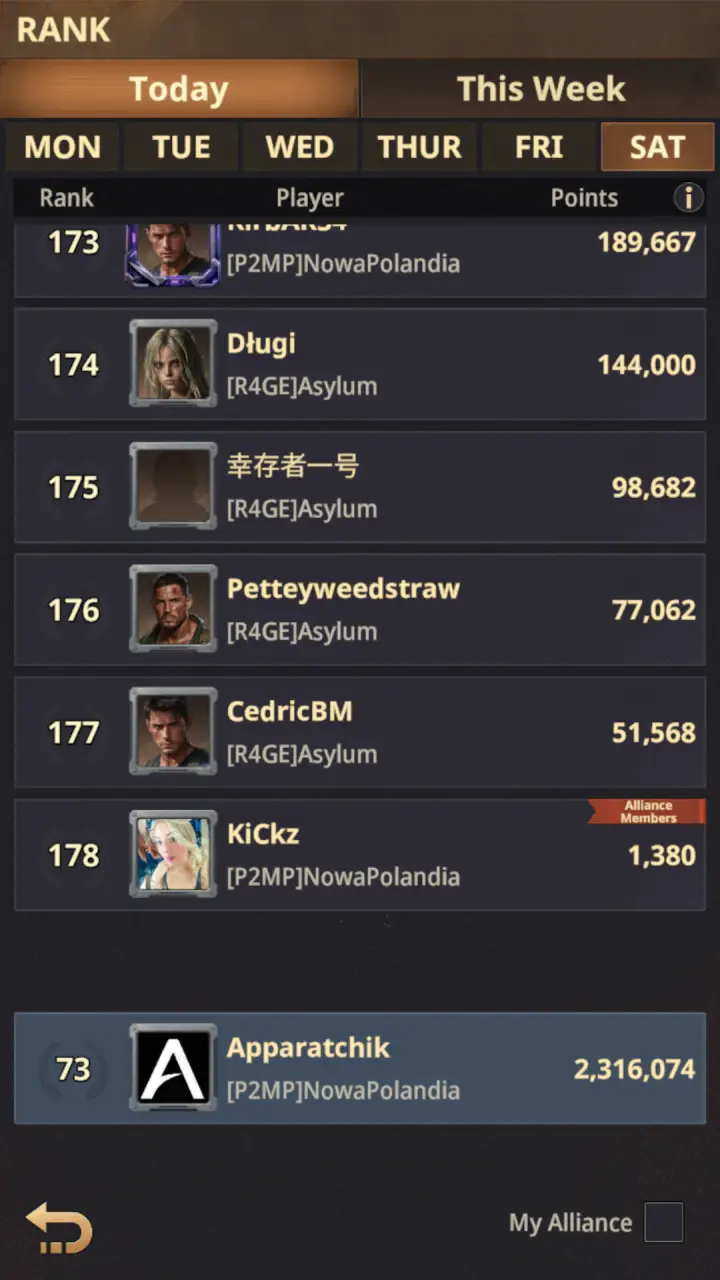 RANK
Today
This Week
MON TUE WED THUR FRI SAT
Rank Player Points i
173
189,667
[P2MP]NowaPolandia
174
Długi
144,000
[R4GE]Asylum
175
幸存者一号
98,682
[R4GE]Asylum
176
Petteyweedstraw
77,062
[R4GE]Asylum
177
CedricBM
51,568
[R4GE]Asylum
Alliance
Members
178
KiCkz
1,380
[P2MP]NowaPolandia
73
Apparatchik
2,316,074
[P2MP]NowaPolandia
My Alliance